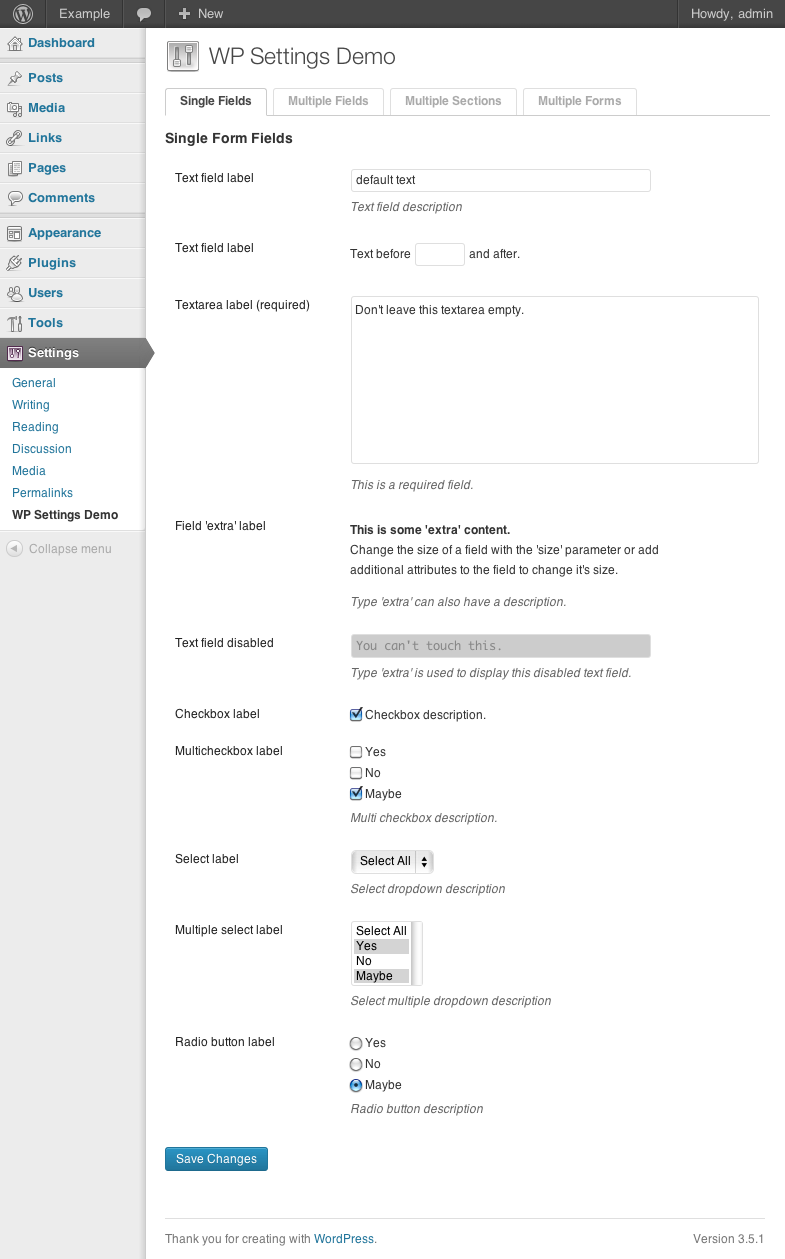 Example
New
Howdy, admin
Dashboard
Posts
Media
Links
Pages
Comments
Appearance
Plugins
Users
Tools
Settings
General
Writing
Reading
Discussion
Media
Permalinks
WP Settings Demo
Collapse menu
WP Settings Demo
Single Fields
Multiple Fields
Multiple Sections
Multiple Forms
Single Form Fields
Text field label
default text
Text field description
Text field label
Text before
and after.
Textarea label (required)
Don't leave this textarea empty.
This is a required field.
Field 'extra' label
This is some 'extra' content.
Change the size of a field with the 'size' parameter or add
additional attributes to the field to change it's size.
Type 'extra' can also have a description.
Text field disabled
You can't touch this.
Type 'extra' is used to display this disabled text field.
Checkbox label
Checkbox description.
Multicheckbox label
Yes
No
Maybe
Multi checkbox description.
Select label
Select All
Select dropdown description
Multiple select label
Select All
Yes
No
Maybe
Select multiple dropdown description
Radio button label
Yes
No
Maybe
Radio button description
Save Changes
Thank you for creating with WordPress.
Version 3.5.1